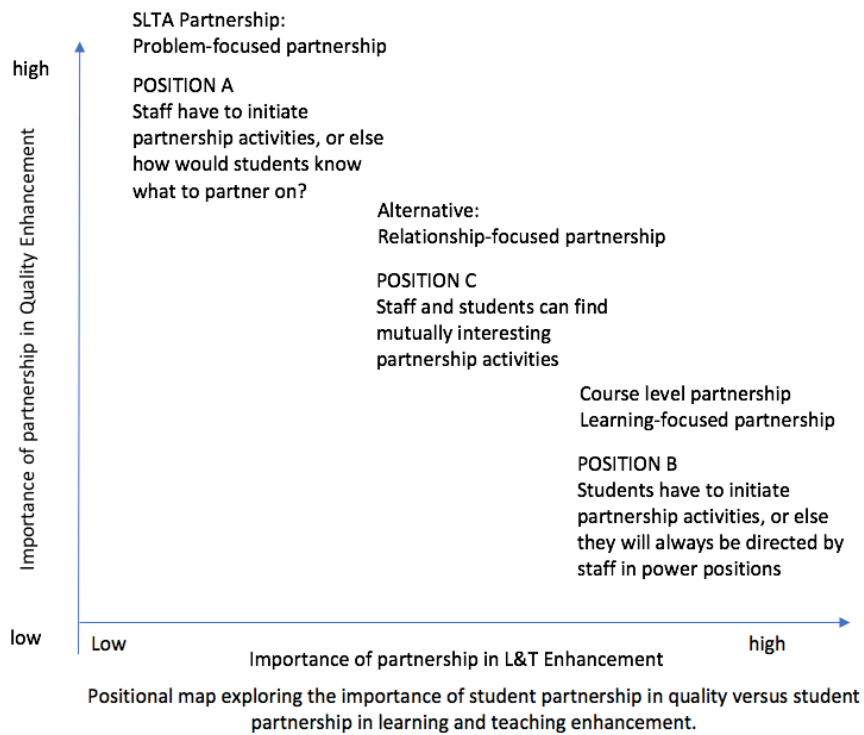 SLTA Partnership:
Problem-focused partnership
high
POSITION A
Staff have to initiate
partnership activities, or else
how would students know
what to partner on?
Importance of partnership in Quality Enhancement
Alternative:
Relationship-focused partnership
POSITION C
Staff and students can find
mutually interesting
partnership activities
Course level partnership
Learning-focused partnership
POSITION B
Students have to initiate
partnership activities, or else
they will always be directed by
staff in power positions
low
Low
high
Importance of partnership in L&T Enhancement
Positional map exploring the importance of student partnership in quality versus student
partnership in learning and teaching enhancement.